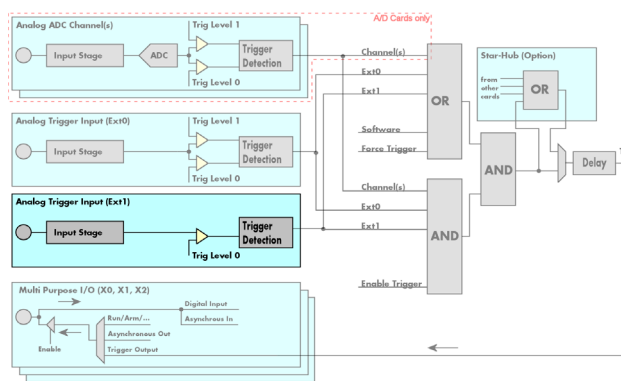 A/D Cards only
Analog ADC Channel(s)
Trig Level 1
Input Stage
ADC
Trigger
Detection
Trig Level 0
Channel(s)
Ext0
Ext1
OR
Software
Force Trigger
Star-Hub (Option)
from
other
cards
OR
Analog Trigger Input (Ext0)
Trig Level 1
Input Stage
Trigger
Detection
Trig Level 0
AND
Delay
Channel(s)
Ext0
Ext1
AND
Enable Trigger
Analog Trigger Input (Ext1)
Input Stage
Trigger
Detection
Trig Level 0
Multi Purpose I/O (X0, X1, X2)
Digital Input
Asynchrous In
Run/Arm/...
Asynchronous Out
Trigger Output
Enable